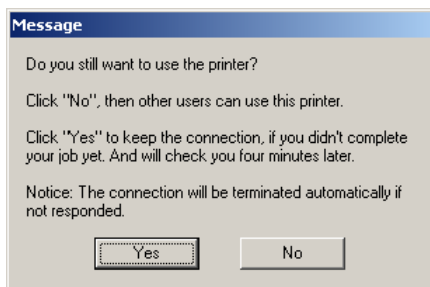 Message
Do you still want to use the printer?
Click "No", then other users can use this printer.
Click "Yes" to keep the connection, if you didn't complete
your job yet. And will check you four minutes later.
Notice: The connection will be terminated automatically if
not responded.
Yes
No